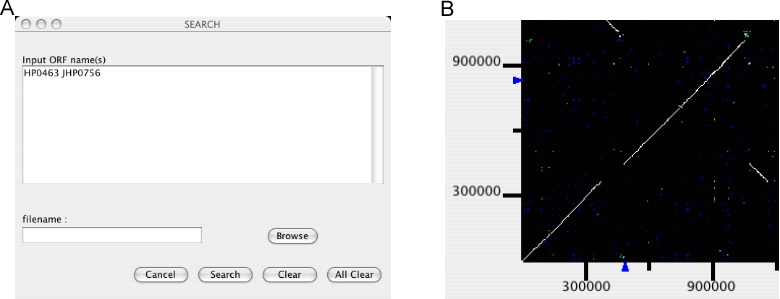 A
SEARCH
Input ORF name(s)
HP0463 JHP0756
filename :
Browse
Cancel
Search
Clear
All Clear
B
900000
300000
300000
900000